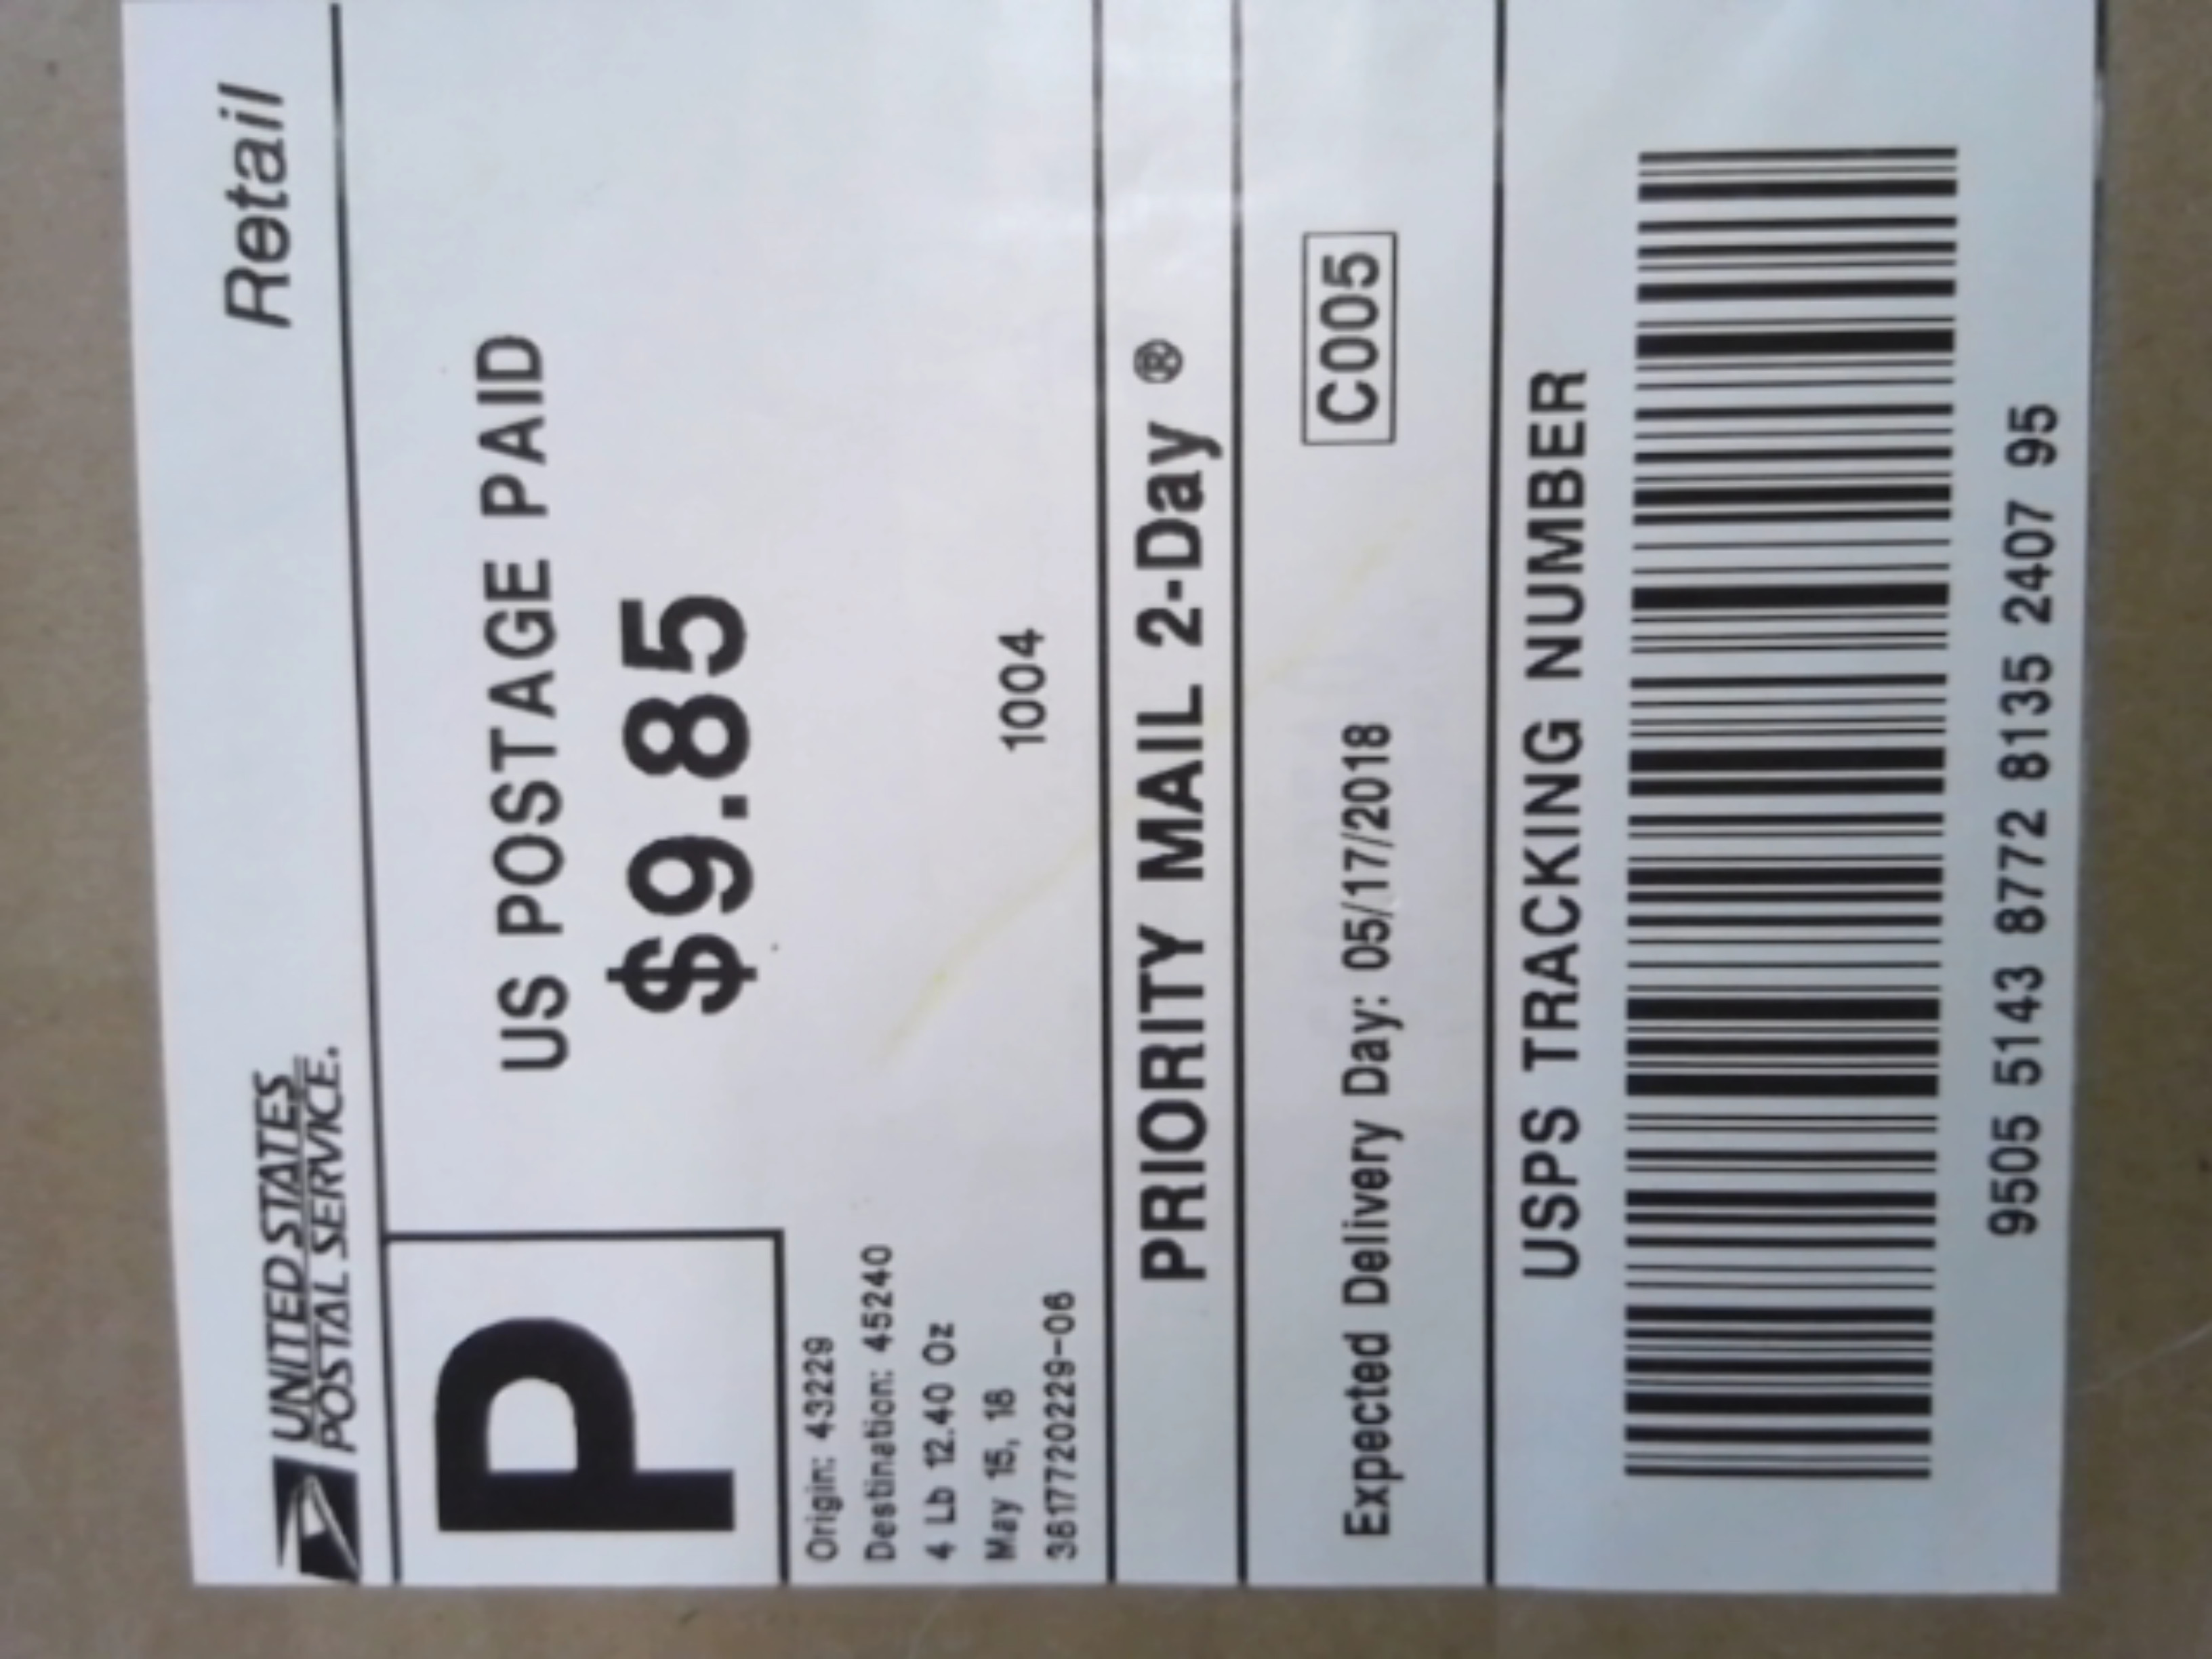 UNITED STATES
POSTAL SERVICE.
Retail
P
US POSTAGE PAID
$9.85
Origin: 43229
Destination: 45240
4 Lb 12.40 Oz
May 15, 18
3817720229-06
1004
PRIORITY MAIL 2-Day ®
Expected Delivery Day: 05/17/2018
C005
USPS TRACKING NUMBER
9505 5143 8772 8135 2407 95